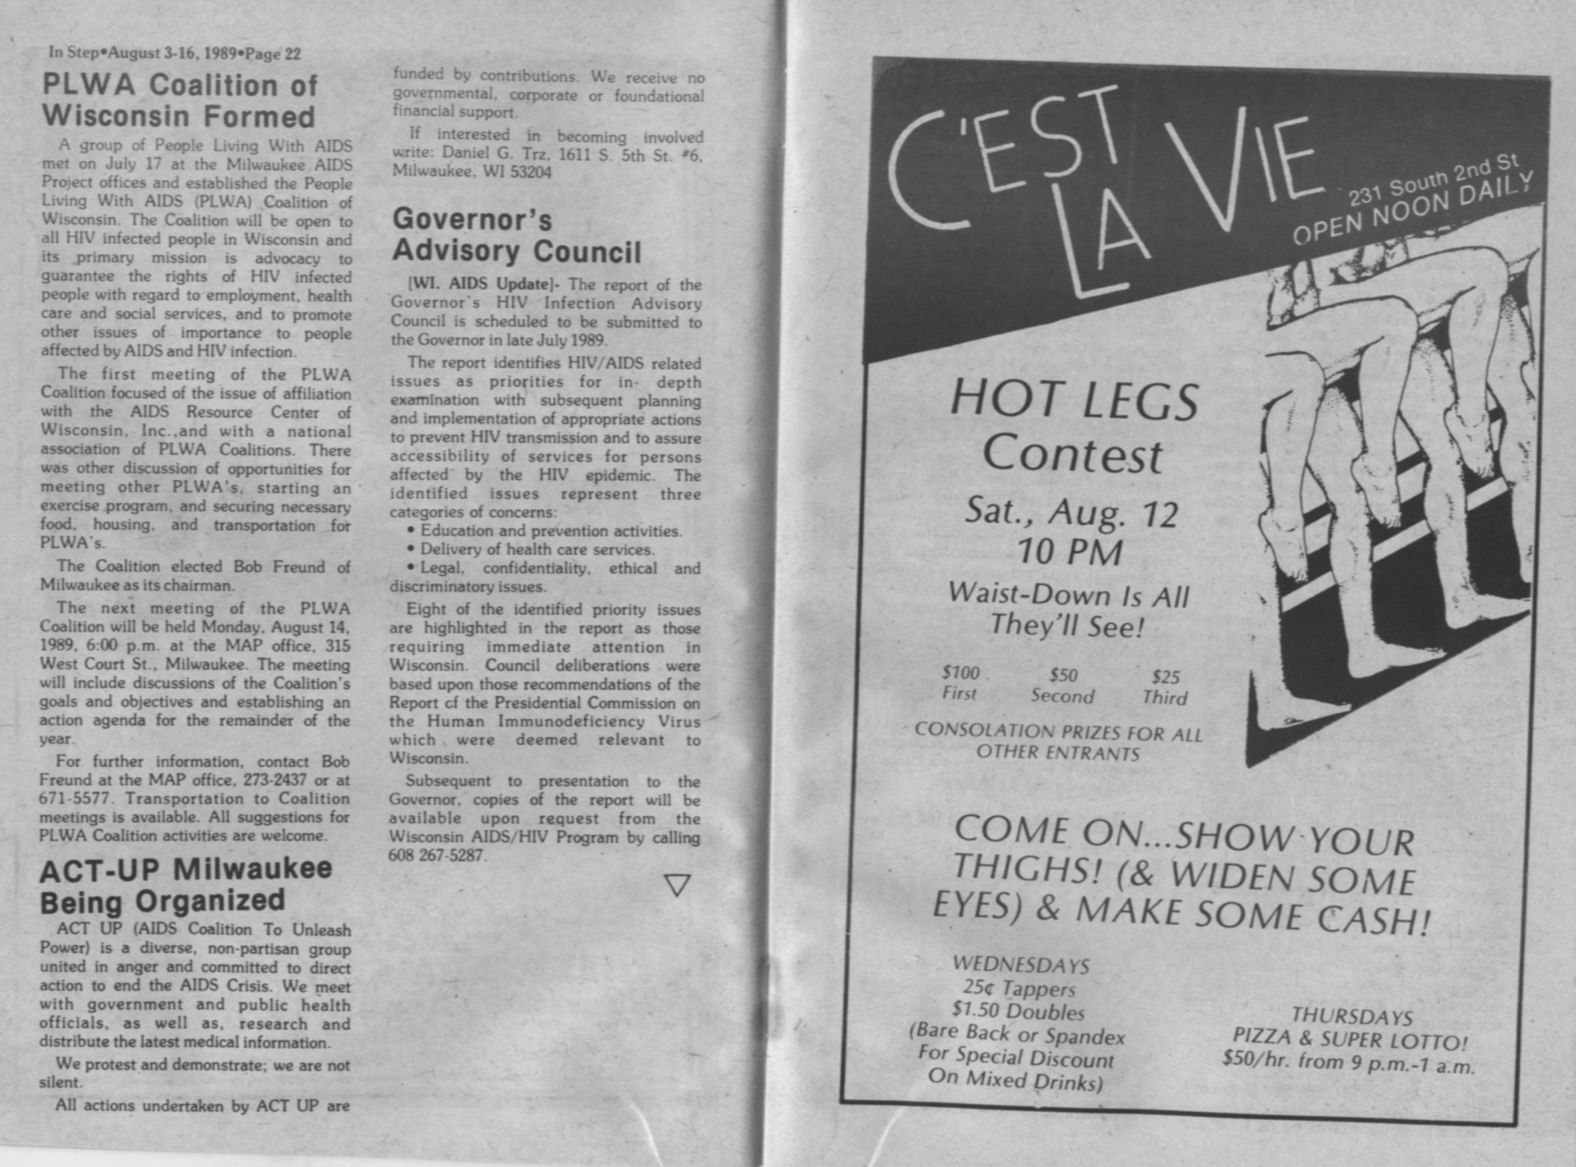 In Step•August 3-16, 1989•Page 22
PLWA Coalition of
Wisconsin Formed
A group of People Living With AIDS
met on July 17 at the Milwaukee AIDS
Project offices and established the People
Living With AIDS (PLWA) Coalition of
Wisconsin. The Coalition will be open to
all HIV infected people in Wisconsin and
its primary mission is advocacy to
guarantee the rights of HIV infected
people with regard to employment, health
care and social services, and to promote
other issues of importance to people
affected by AIDS and HIV infection.
The first meeting of the PLWA
Coalition focused of the issue of affiliation
with the AIDS Resource Center of
Wisconsin, Inc.,and with a national
association of PLWA Coalitions. There
was other discussion of opportunities for
meeting other PLWA's, starting an
exercise program, and securing necessary
food, housing, and transportation for
PLWA's.
The Coalition elected Bob Freund of
Milwaukee as its chairman.
The next meeting of the PLWA
Coalition will be held Monday, August 14,
1989, 6:00 p.m. at the MAP office, 315
West Court St., Milwaukee. The meeting
will include discussions of the Coalition's
goals and objectives and establishing an
action agenda for the remainder of the
year.
For further information, contact Bob
Freund at the MAP office, 273-2437 or at
671-5577. Transportation to Coalition
meetings is available. All suggestions for
PLWA Coalition activities are welcome.
ACT-UP Milwaukee
Being Organized
ACT UP (AIDS Coalition To Unleash
Power) is a diverse, non-partisan group
united in anger and committed to direct
action to end the AIDS Crisis. We meet
with government and public health
officials, as well as, research and
distribute the latest medical information.
We protest and demonstrate; we are not
silent.
All actions undertaken by ACT UP are
funded by contributions. We receive no
governmental, corporate or foundational
financial support.
If interested in becoming involved
write: Daniel G. Trz, 1611 S. 5th St. #6,
Milwaukee, WI 53204
Governor's
Advisory Council
[WI. AIDS Update]- The report of the
Governor's HIV Infection Advisory
Council is scheduled to be submitted to
the Governor in late July 1989.
The report identifies HIV/AIDS related
issues as priorities for in- depth
examination with subsequent planning
and implementation of appropriate actions
to prevent HIV transmission and to assure
accessibility of services for persons
affected by the HIV epidemic. The
identified issues represent three
categories of concerns:
• Education and prevention activities.
• Delivery of health care services.
• Legal, confidentiality, ethical and
discriminatory issues.
Eight of the identified priority issues
are highlighted in the report as those
requiring immediate attention in
Wisconsin. Council deliberations were
based upon those recommendations of the
Report of the Presidential Commission on
the Human Immunodeficiency Virus
which were deemed relevant to
Wisconsin.
Subsequent to presentation to the
Governor, copies of the report will be
available upon request from the
Wisconsin AIDS/HIV Program by calling
608 267-5287.
C'EST
LA VIE
231 South 2nd St
OPEN NOON DAILY
HOT LEGS
Contest
Sat., Aug. 12
10 PM
Waist-Down Is All
They'll See!
$100 $50 $25
First Second Third
CONSOLATION PRIZES FOR ALL
OTHER ENTRANTS
COME ON...SHOW YOUR
THIGHS! (& WIDEN SOME
EYES) & MAKE SOME CASH!
WEDNESDAYS
25¢ Tappers
$1.50 Doubles
(Bare Back or Spandex
For Special Discount
On Mixed Drinks)
THURSDAYS
PIZZA & SUPER LOTTO!
$50/hr. from 9 p.m.-1 a.m.